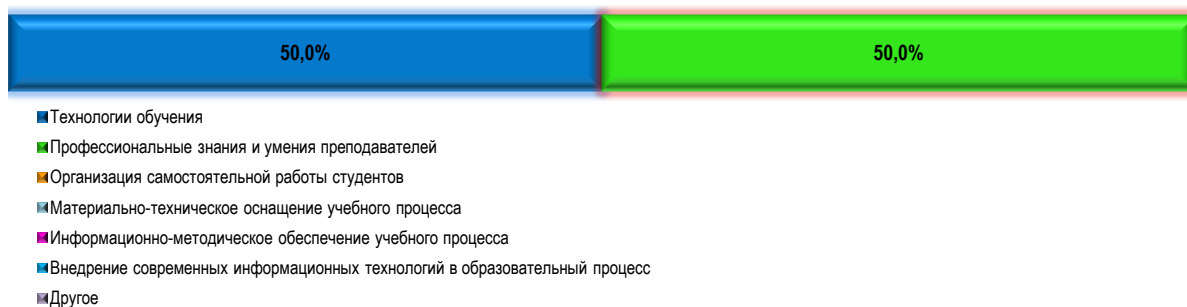 50,0% 50,0%
Технологии обучения
Профессиональные знания и умения преподавателей
Организация самостоятельной работы студентов
Материально-техническое оснащение учебного процесса
Информационно-методическое обеспечение учебного процесса
Внедрение современных информационных технологий в образовательный процесс
Другое